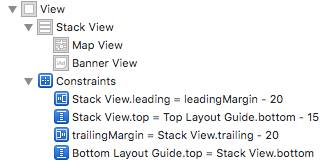 View
Stack View
Map View
Banner View
Constraints
Stack View.leading = leadingMargin - 20
Stack View.top = Top Layout Guide.bottom - 15
trailingMargin = Stack View.trailing - 20
Bottom Layout Guide.top = Stack View.bottom